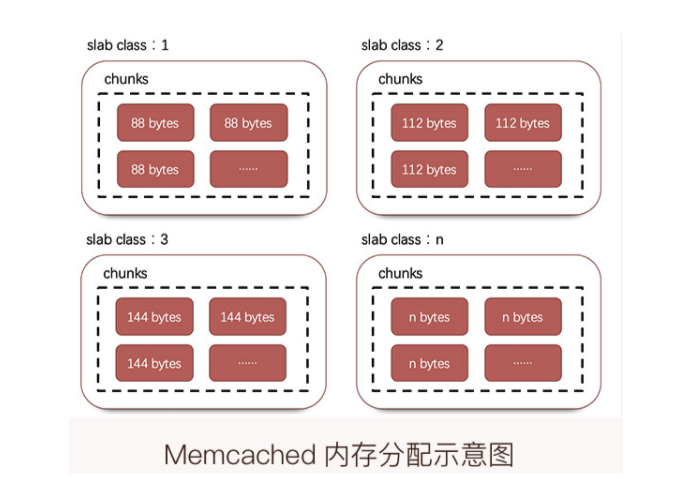 slab class：1
chunks
88 bytes 88 bytes
88 bytes ······
slab class：2
chunks
112 bytes 112 bytes
112 bytes ······
slab class：3
chunks
144 bytes 144 bytes
144 bytes ······
slab class：n
chunks
n bytes n bytes
n bytes ······
Memcached 内存分配示意图